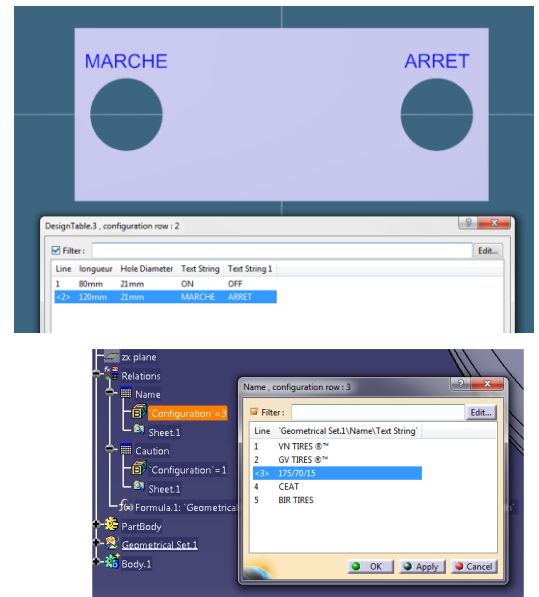 MARCHE ARRET
DesignTable.3 , configuration row : 2
Filter : Edit...
Line longueur Hole Diameter Text String Text String 1
1 80mm 21mm ON OFF
<2> 120mm 21mm MARCHE ARRET
zx plane
Relations
Name
`Configuration`=3
Sheet.1
Caution
`Configuration`=1
Sheet.1
f(x) Formula.1: `Geometrical
PartBody
Geometrical Set.1
Body.1
Name , configuration row : 3
Filter : Edit...
Line `Geometrical Set.1\Name\Text String`
1 VN TIRES ®™
2 GV TIRES ®™
<3> 175/70/15
4 CEAT
5 BIR TIRES
OK Apply Cancel